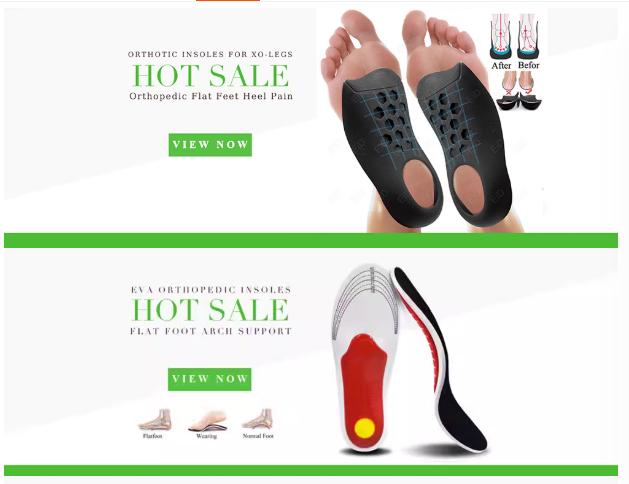 ORTHOTIC INSOLES FOR XO-LEGS
HOT SALE
Orthopedic Flat Feet Heel Pain
VIEW NOW
After Befor
EVA ORTHOPEDIC INSOLES
HOT SALE
FLAT FOOT ARCH SUPPORT
VIEW NOW
Flatfoot Wearing Normal Foot